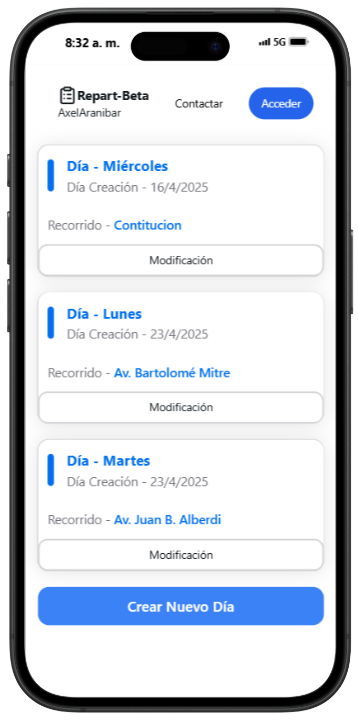 8:32 a. m.
5G
Repart-Beta
AxelAranibar
Contactar
Acceder
Día - Miércoles
Día Creación - 16/4/2025
Recorrido - Contitucion
Modificación
Día - Lunes
Día Creación - 23/4/2025
Recorrido - Av. Bartolomé Mitre
Modificación
Día - Martes
Día Creación - 23/4/2025
Recorrido - Av. Juan B. Alberdi
Modificación
Crear Nuevo Día